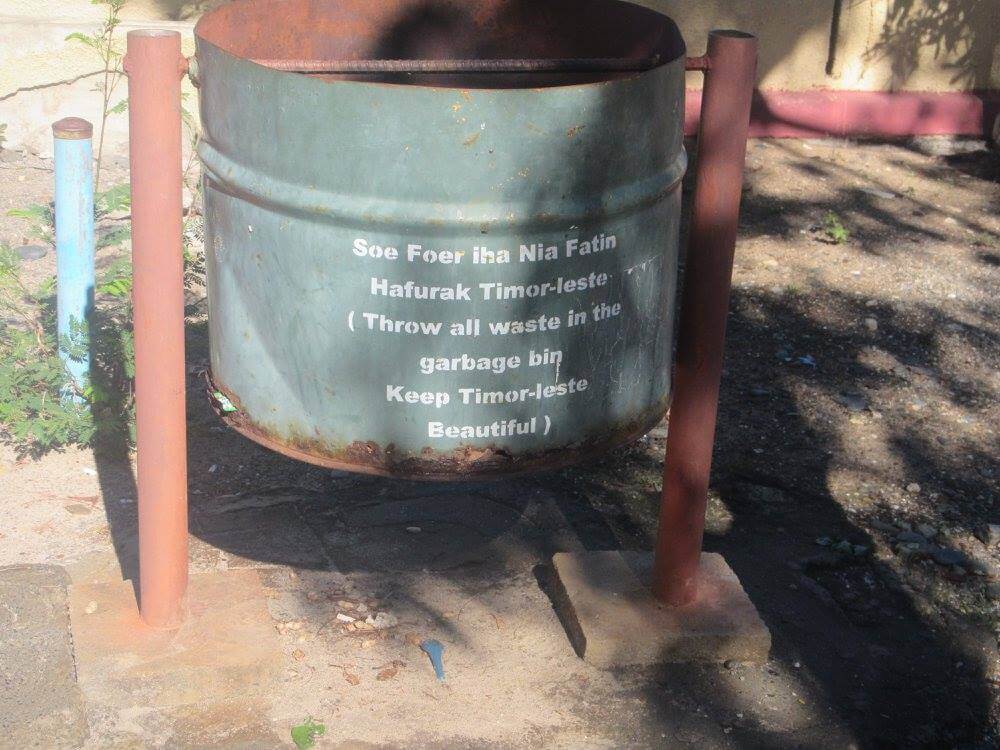 Soe Foer iha Nia Fatin
Hafurak Timor-leste
( Throw all waste in the
garbage bin
Keep Timor-leste
Beautiful )